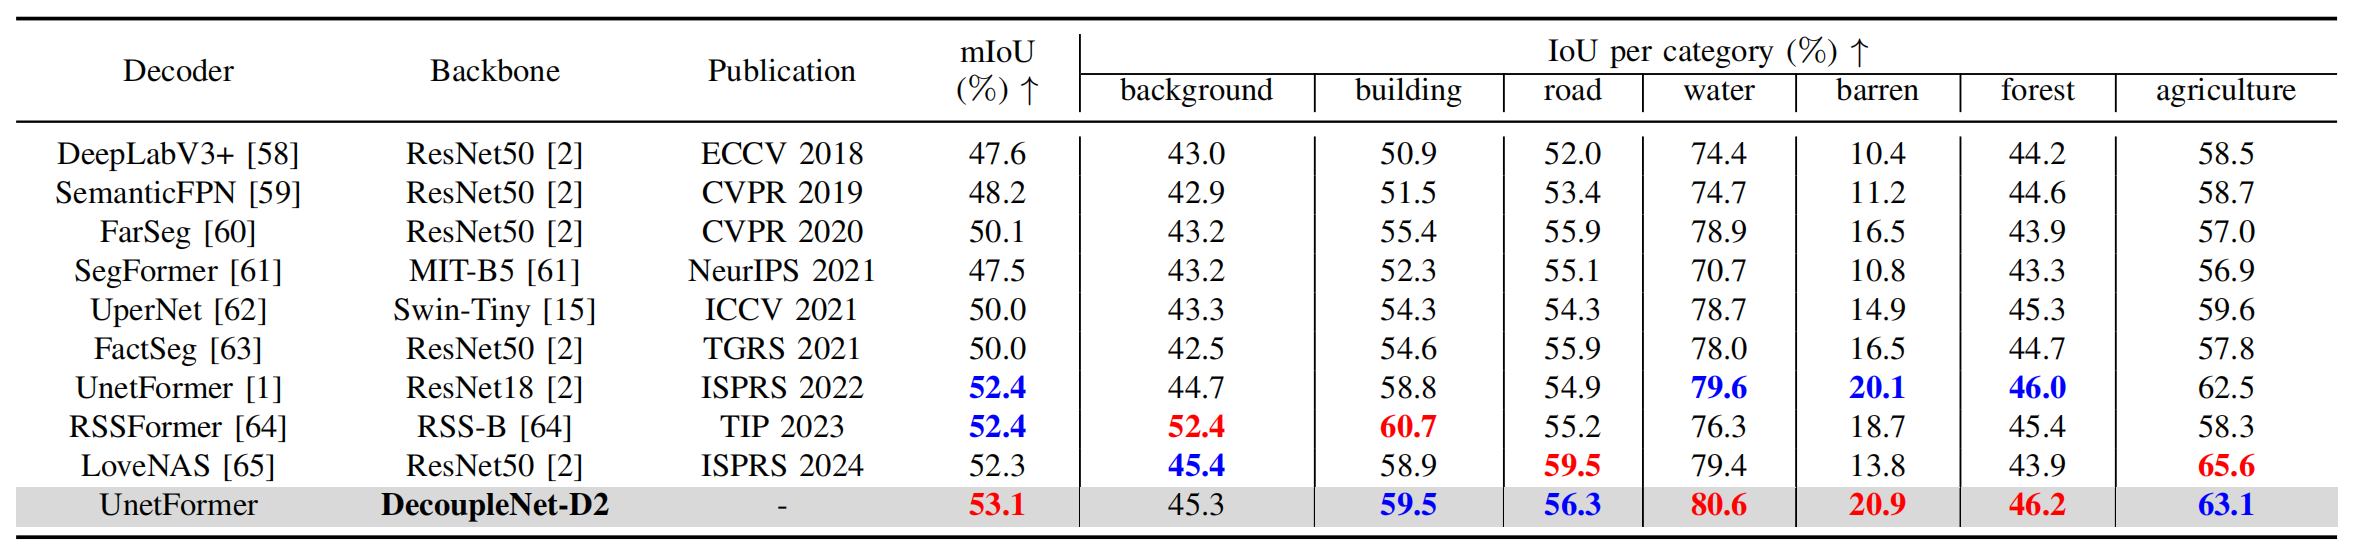 Decoder Backbone Publication mIoU (%) ↑ IoU per category (%) ↑
background building road water barren forest agriculture
DeepLabV3+ [58] ResNet50 [2] ECCV 2018 47.6 43.0 50.9 52.0 74.4 10.4 44.2 58.5
SemanticFPN [59] ResNet50 [2] CVPR 2019 48.2 42.9 51.5 53.4 74.7 11.2 44.6 58.7
FarSeg [60] ResNet50 [2] CVPR 2020 50.1 43.2 55.4 55.9 78.9 16.5 43.9 57.0
SegFormer [61] MIT-B5 [61] NeurIPS 2021 47.5 43.2 52.3 55.1 70.7 10.8 43.3 56.9
UperNet [62] Swin-Tiny [15] ICCV 2021 50.0 43.3 54.3 54.3 78.7 14.9 45.3 59.6
FactSeg [63] ResNet50 [2] TGRS 2021 50.0 42.5 54.6 55.9 78.0 16.5 44.7 57.8
UnetFormer [1] ResNet18 [2] ISPRS 2022 52.4 44.7 58.8 54.9 79.6 20.1 46.0 62.5
RSSFormer [64] RSS-B [64] TIP 2023 52.4 52.4 60.7 55.2 76.3 18.7 45.4 58.3
LoveNAS [65] ResNet50 [2] ISPRS 2024 52.3 45.4 58.9 59.5 79.4 13.8 43.9 65.6
UnetFormer DecoupleNet-D2 - 53.1 45.3 59.5 56.3 80.6 20.9 46.2 63.1